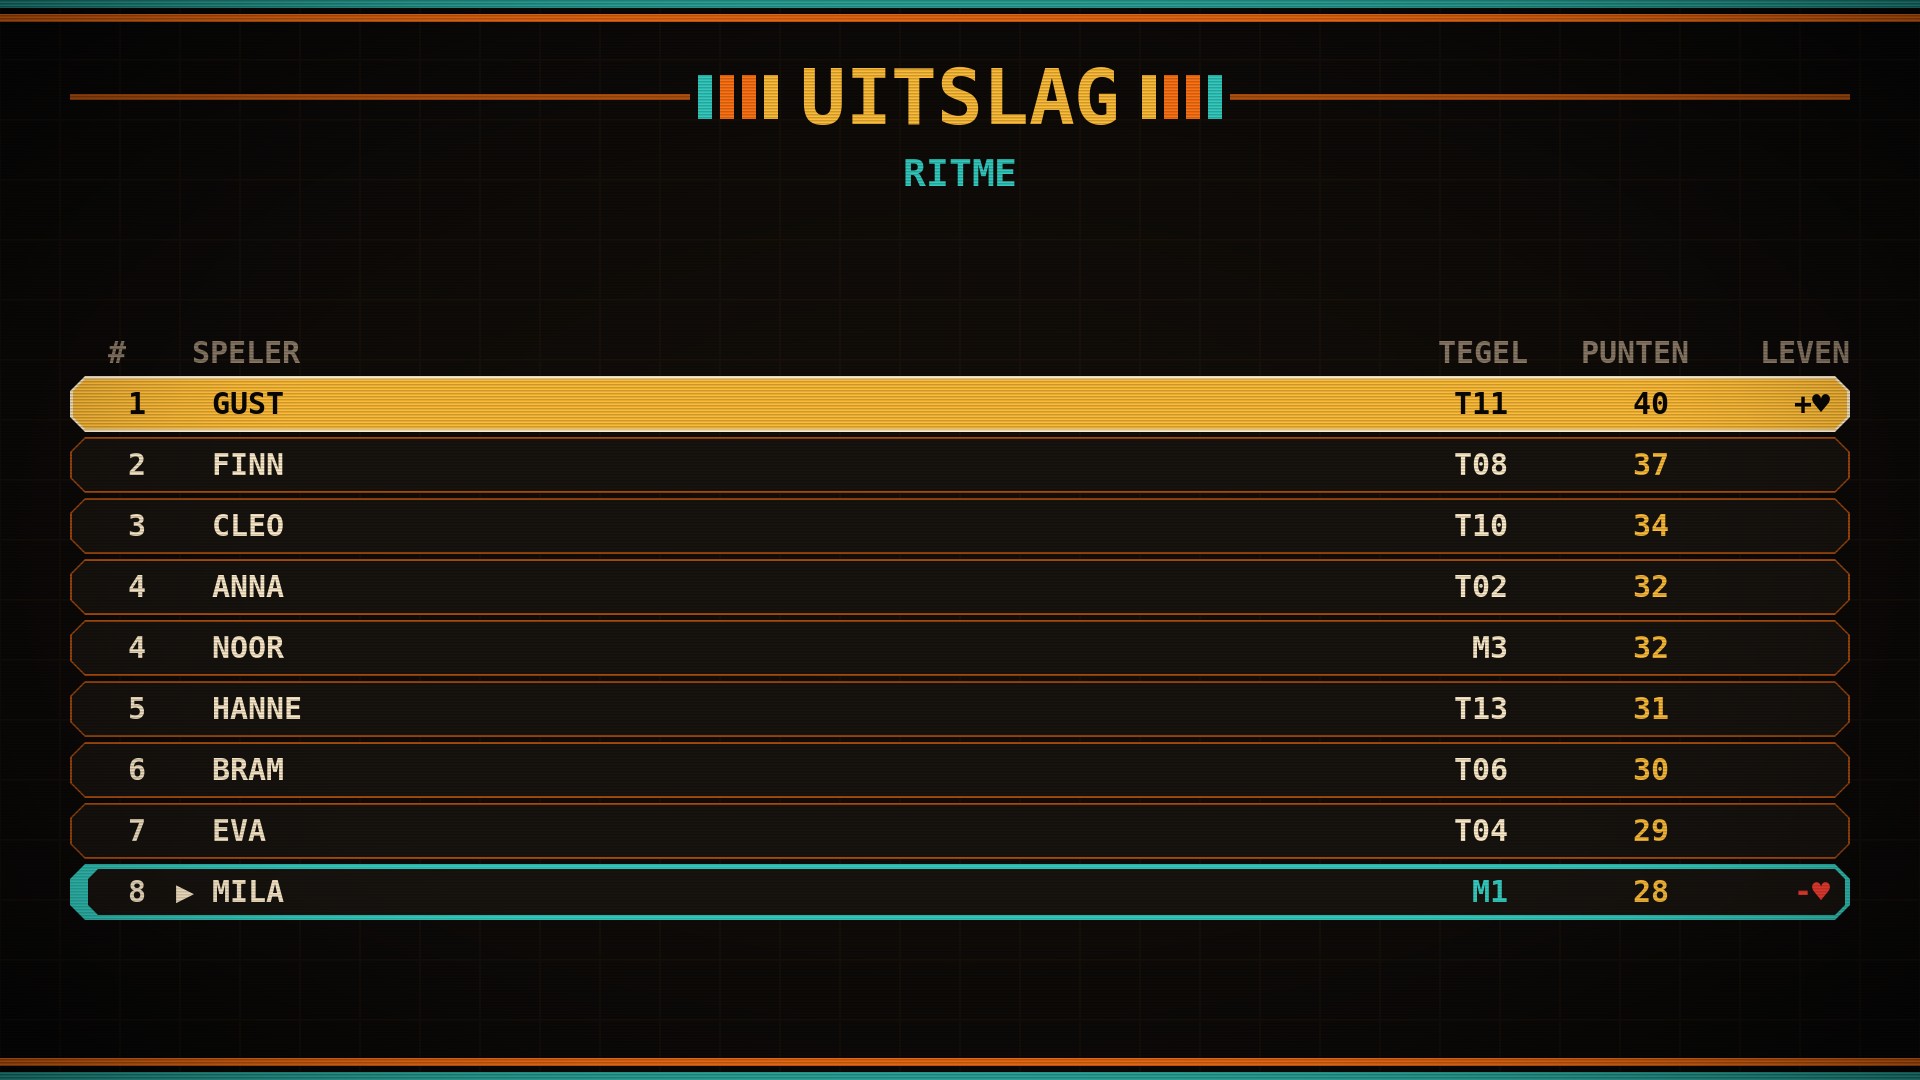 UITSLAG
RITME
# SPELER TEGEL PUNTEN LEVEN
1 GUST T11 40 +♥
2 FINN T08 37
3 CLEO T10 34
4 ANNA T02 32
4 NOOR M3 32
5 HANNE T13 31
6 BRAM T06 30
7 EVA T04 29
8 ▶ MILA M1 28 -♥